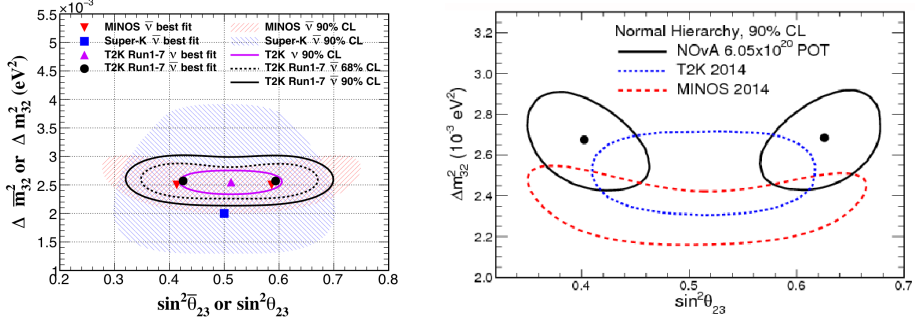 ×10⁻³
5.5
5
4.5
4
3.5
3
2.5
2
1.5
1
Δ m̅²₃₂ or Δ m²₃₂ (eV²)
MINOS ν̅ best fit
Super-K ν̅ best fit
T2K Run1-7 ν̅ best fit
T2K Run1-7 ν̅ best fit
MINOS ν̅ 90% CL
Super-K ν̅ 90% CL
T2K ν 90% CL
T2K Run1-7 ν̅ 68% CL
T2K Run1-7 ν̅ 90% CL
0.2 0.3 0.4 0.5 0.6 0.7 0.8
sin²θ̅₂₃ or sin²θ₂₃
Normal Hierarchy, 90% CL
NOvA 6.05x10²⁰ POT
T2K 2014
MINOS 2014
3.2
3.0
2.8
2.6
2.4
2.2
2.0
Δm²₃₂ (10⁻³ eV²)
0.4 0.5 0.6 0.7
sin²θ₂₃